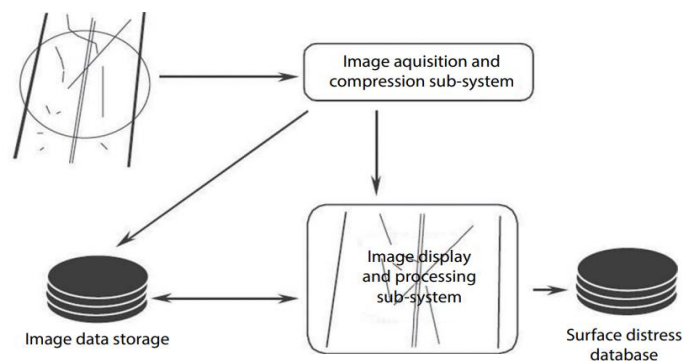 Image aquisition and
compression sub-system
Image display
and processing
sub-system
Image data storage
Surface distress
database